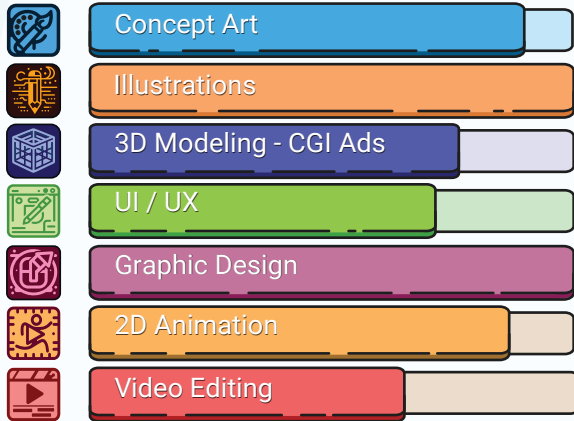 Concept Art
Illustrations
3D Modeling - CGI Ads
UI / UX
Graphic Design
2D Animation
Video Editing